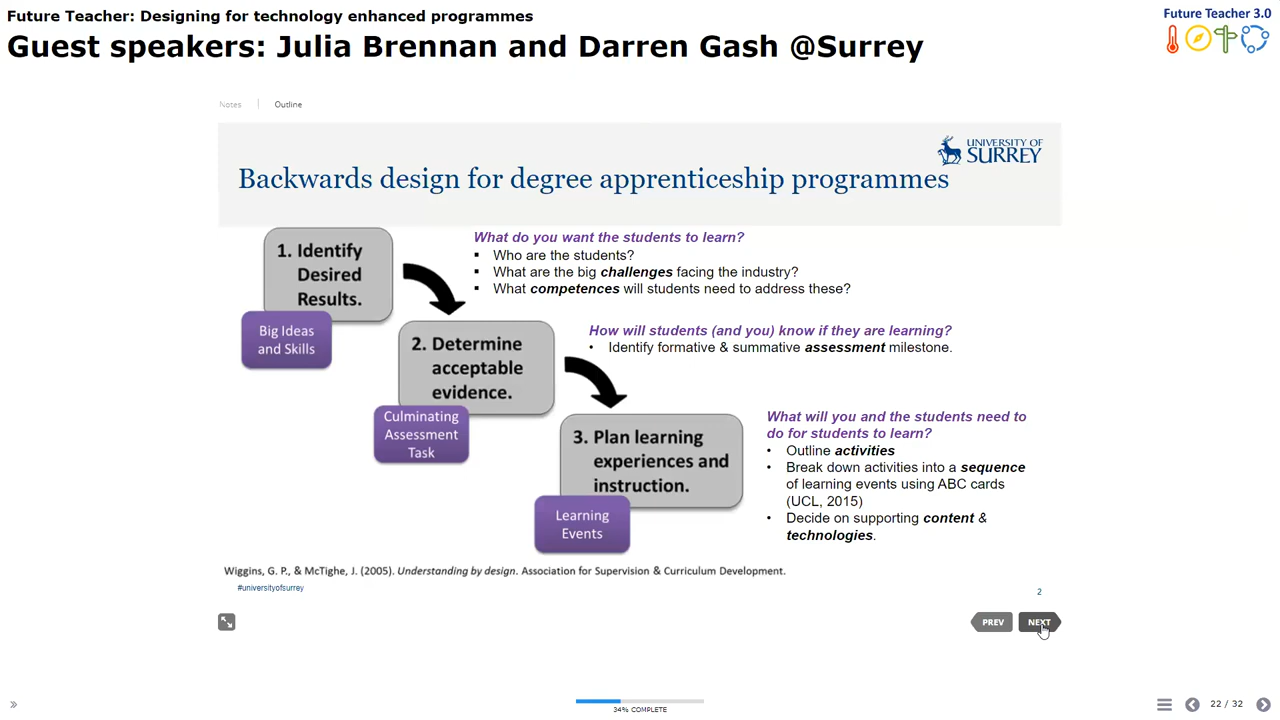 Future Teacher: Designing for technology enhanced programmes
Future Teacher 3.0
Guest speakers: Julia Brennan and Darren Gash @Surrey
Notes
Outline
UNIVERSITY OF
SURREY
Backwards design for degree apprenticeship programmes
1. Identify
Desired
Results.
Big Ideas
and Skills
What do you want the students to learn?
▪ Who are the students?
▪ What are the big challenges facing the industry?
▪ What competences will students need to address these?
2. Determine
acceptable
evidence.
Culminating
Assessment
Task
How will students (and you) know if they are learning?
• Identify formative & summative assessment milestone.
3. Plan learning
experiences and
instruction.
Learning
Events
What will you and the students need to
do for students to learn?
• Outline activities
• Break down activities into a sequence
of learning events using ABC cards
(UCL, 2015)
• Decide on supporting content &
technologies.
Wiggins, G. P., & McTighe, J. (2005). Understanding by design. Association for Supervision & Curriculum Development.
#universityofsurrey
2
PREV
NEXT
34% COMPLETE
22 / 32